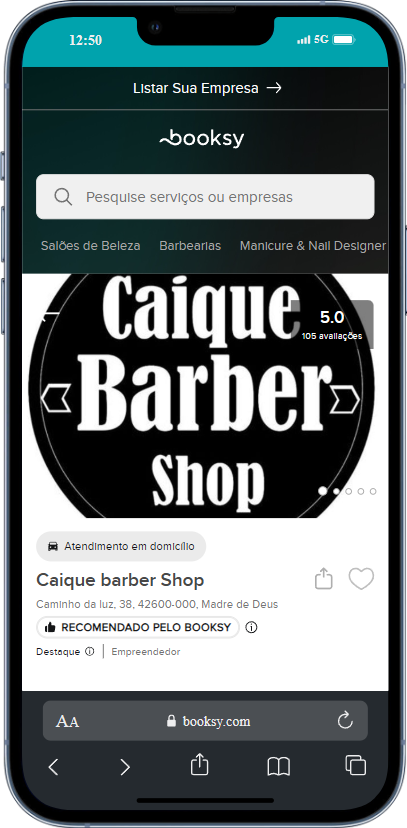 12:50
5G
Listar Sua Empresa
booksy
Pesquise serviços ou empresas
Salões de Beleza Barbearias Manicure & Nail Designer
Caique
Barber
Shop
5.0
105 avaliações
Atendimento em domicílio
Caique barber Shop
Caminho da luz, 38, 42600-000, Madre de Deus
RECOMENDADO PELO BOOKSY
Destaque | Empreendedor
AA booksy.com